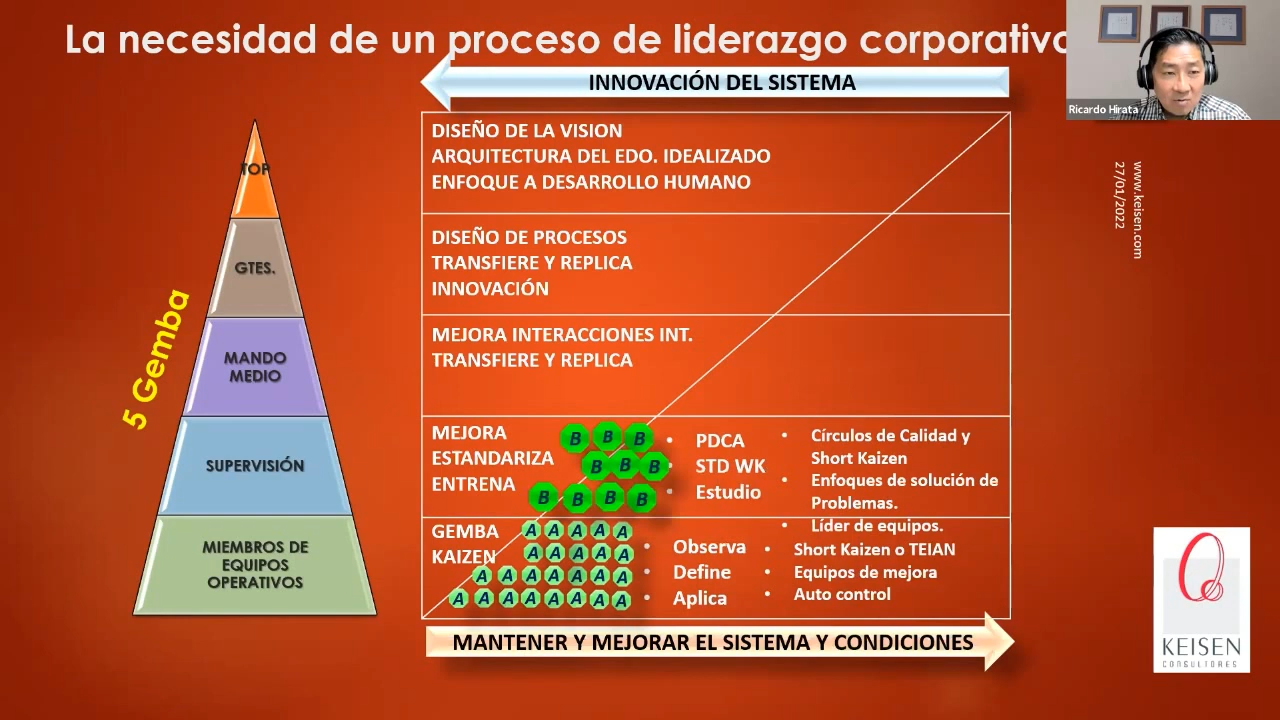 La necesidad de un proceso de liderazgo corporativo
Ricardo Hirata
INNOVACIÓN DEL SISTEMA
www.keisen.com
27/01/2022
5 Gemba
TOP
GTES.
MANDO
MEDIO
SUPERVISIÓN
MIEMBROS DE
EQUIPOS
OPERATIVOS
DISEÑO DE LA VISION
ARQUITECTURA DEL EDO. IDEALIZADO
ENFOQUE A DESARROLLO HUMANO
DISEÑO DE PROCESOS
TRANSFIERE Y REPLICA
INNOVACIÓN
MEJORA INTERACCIONES INT.
TRANSFIERE Y REPLICA
MEJORA
ESTANDARIZA
ENTRENA
B B B
B B B
B B B B
• PDCA
• STD WK
• Estudio
• Círculos de Calidad y
Short Kaizen
• Enfoques de solución de
Problemas.
• Líder de equipos.
GEMBA
KAIZEN
A A A A A
A A A A A
A A A A A A A
A A A A A A A A
• Observa
• Define
• Aplica
• Short Kaizen o TEIAN
• Equipos de mejora
• Auto control
MANTENER Y MEJORAR EL SISTEMA Y CONDICIONES
KEISEN
CONSULTORES